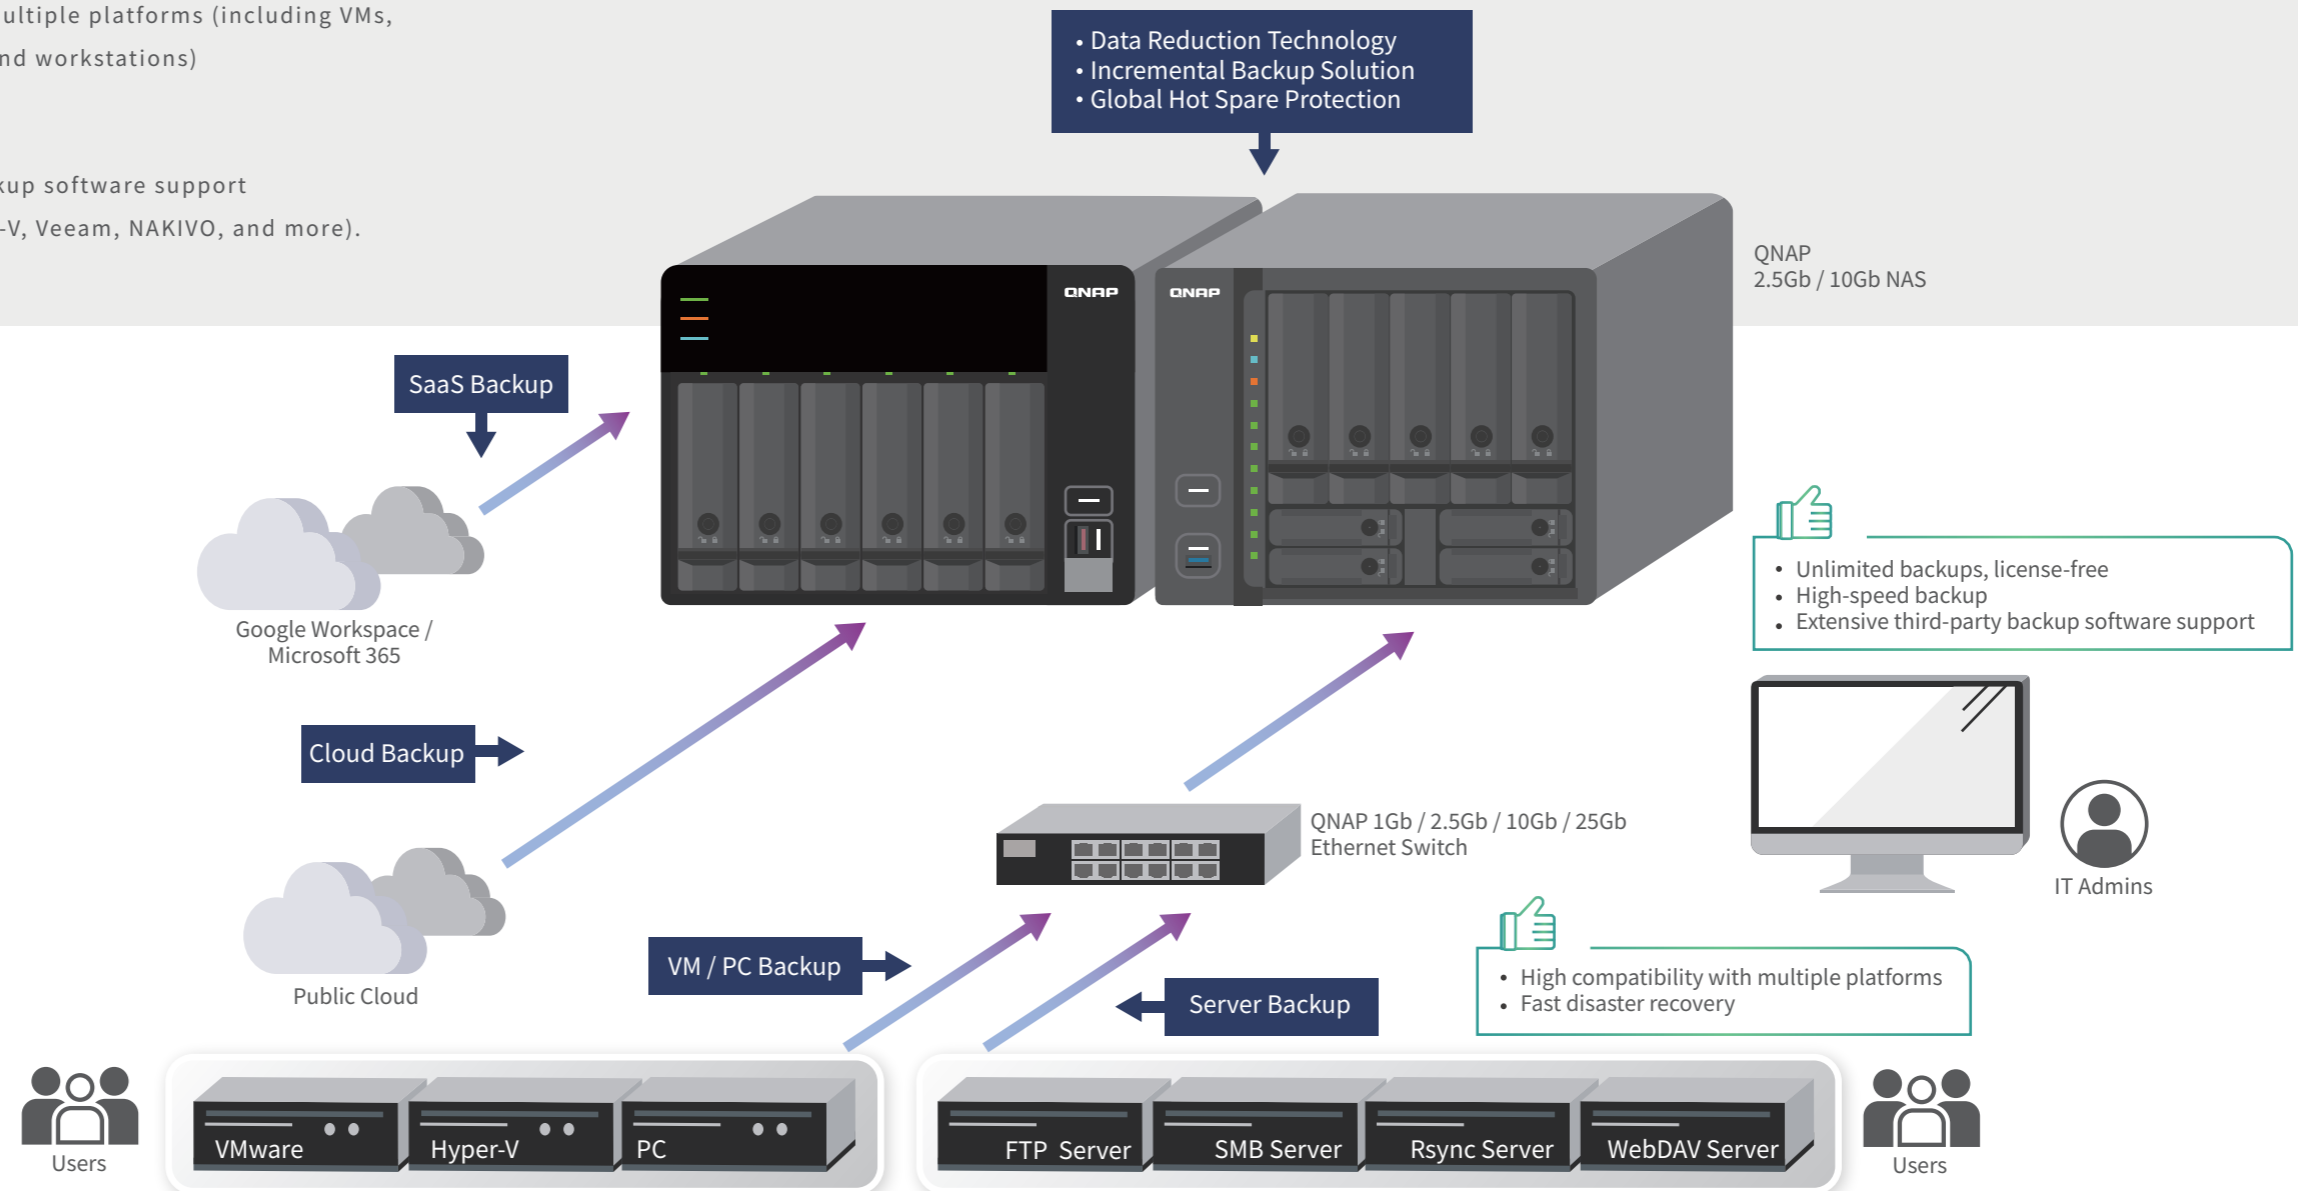 ultiple platforms (including VMs,
nd workstations)
kup software support
-V, Veeam, NAKIVO, and more).
• Data Reduction Technology
• Incremental Backup Solution
• Global Hot Spare Protection
QNAP
QNAP
QNAP
2.5Gb / 10Gb NAS
SaaS Backup
Google Workspace /
Microsoft 365
• Unlimited backups, license-free
• High-speed backup
• Extensive third-party backup software support
Cloud Backup
Public Cloud
QNAP 1Gb / 2.5Gb / 10Gb / 25Gb
Ethernet Switch
IT Admins
VM / PC Backup
Server Backup
• High compatibility with multiple platforms
• Fast disaster recovery
Users
VMware
Hyper-V
PC
FTP Server
SMB Server
Rsync Server
WebDAV Server
Users